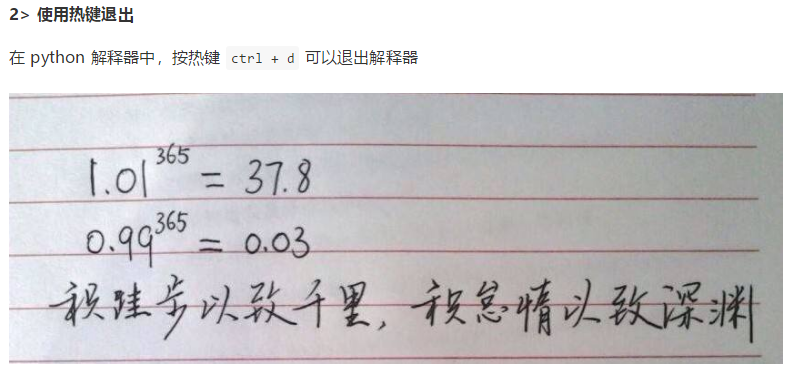 2> 使用热键退出
在 python 解释器中，按热键 ctrl + d 可以退出解释器
1.01^365 = 37.8
0.99^365 = 0.03
积跬步以致千里，积怠惰以致深渊